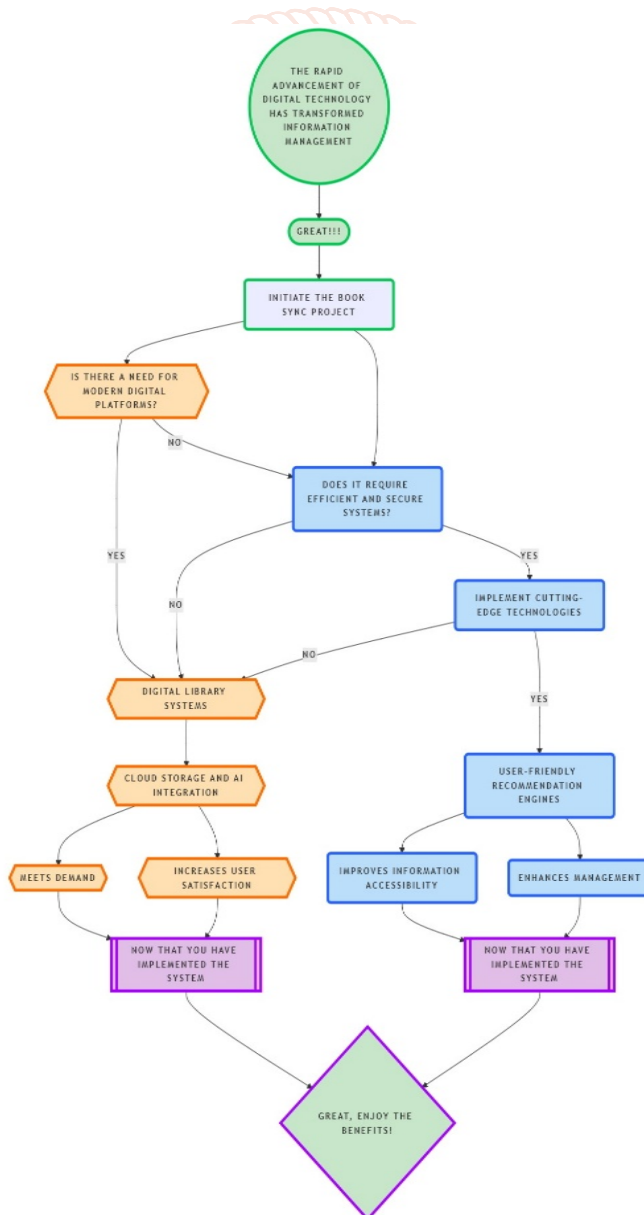 THE RAPID
ADVANCEMENT OF
DIGITAL TECHNOLOGY
HAS TRANSFORMED
INFORMATION
MANAGEMENT
GREAT!!!
INITIATE THE BOOK
SYNC PROJECT
IS THERE A NEED FOR
MODERN DIGITAL
PLATFORMS?
NO
DOES IT REQUIRE
EFFICIENT AND SECURE
SYSTEMS?
YES
YES
NO
IMPLEMENT CUTTING-
EDGE TECHNOLOGIES
NO
DIGITAL LIBRARY
SYSTEMS
YES
CLOUD STORAGE AND AI
INTEGRATION
USER-FRIENDLY
RECOMMENDATION
ENGINES
MEETS DEMAND
INCREASES USER
SATISFACTION
IMPROVES INFORMATION
ACCESSIBILITY
ENHANCES MANAGEMENT
NOW THAT YOU HAVE
IMPLEMENTED THE
SYSTEM
NOW THAT YOU HAVE
IMPLEMENTED THE
SYSTEM
GREAT, ENJOY THE
BENEFITS!